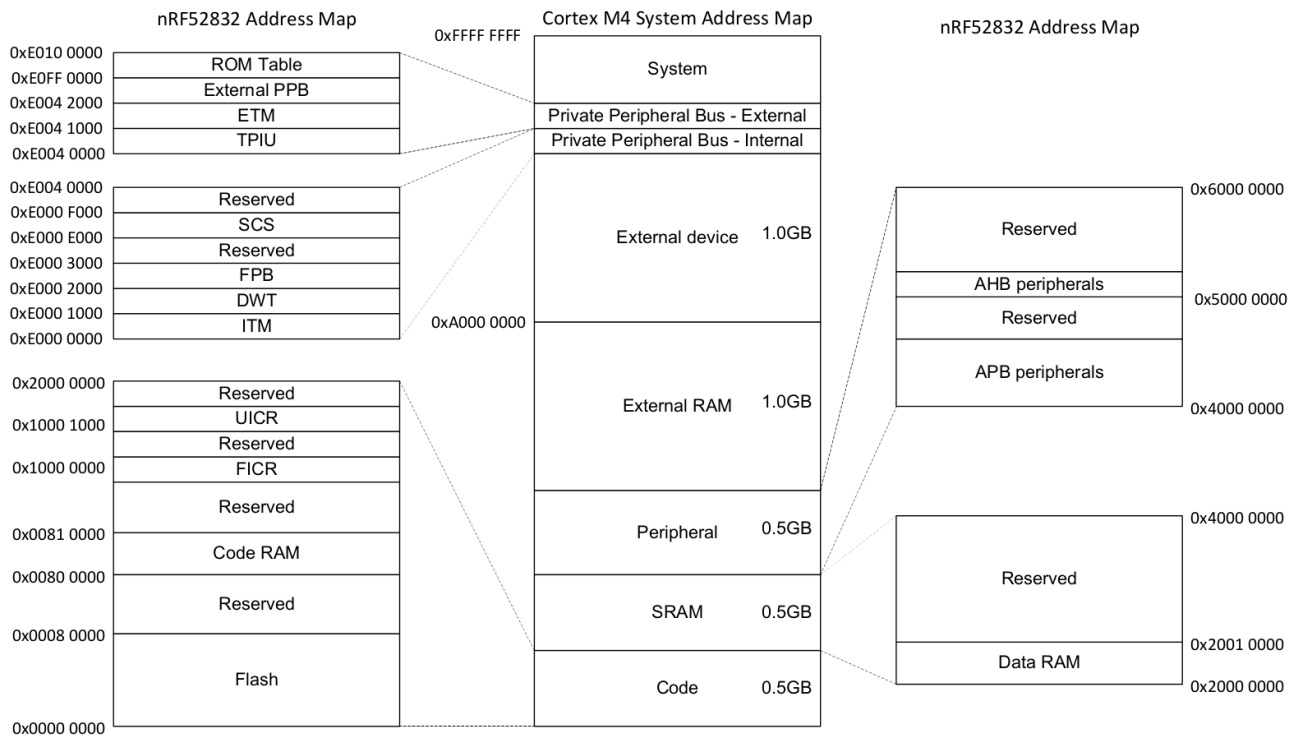 nRF52832 Address Map
0xE010 0000
ROM Table
0xE0FF 0000
External PPB
0xE004 2000
ETM
0xE004 1000
TPIU
0xE004 0000
0xE004 0000
Reserved
0xE000 F000
SCS
0xE000 E000
Reserved
0xE000 3000
FPB
0xE000 2000
DWT
0xE000 1000
ITM
0xE000 0000
0x2000 0000
Reserved
UICR
0x1000 1000
Reserved
0x1000 0000
FICR
Reserved
0x0081 0000
Code RAM
0x0080 0000
Reserved
0x0008 0000
Flash
0x0000 0000
Cortex M4 System Address Map
0xFFFF FFFF
System
Private Peripheral Bus - External
Private Peripheral Bus - Internal
External device 1.0GB
0xA000 0000
External RAM 1.0GB
Peripheral 0.5GB
SRAM 0.5GB
Code 0.5GB
nRF52832 Address Map
0x6000 0000
Reserved
AHB peripherals
0x5000 0000
Reserved
APB peripherals
0x4000 0000
0x4000 0000
Reserved
0x2001 0000
Data RAM
0x2000 0000